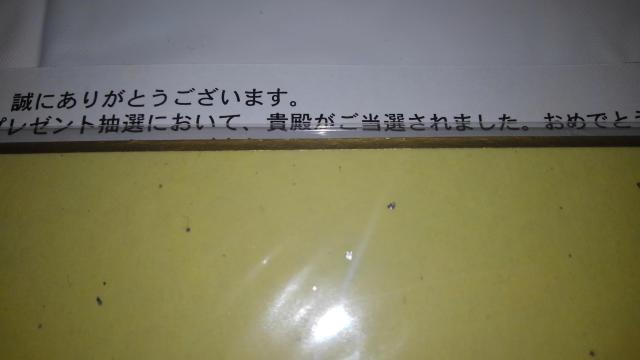 誠にありがとうございます。
プレゼント抽選において、貴殿がご当選されました。おめでとう